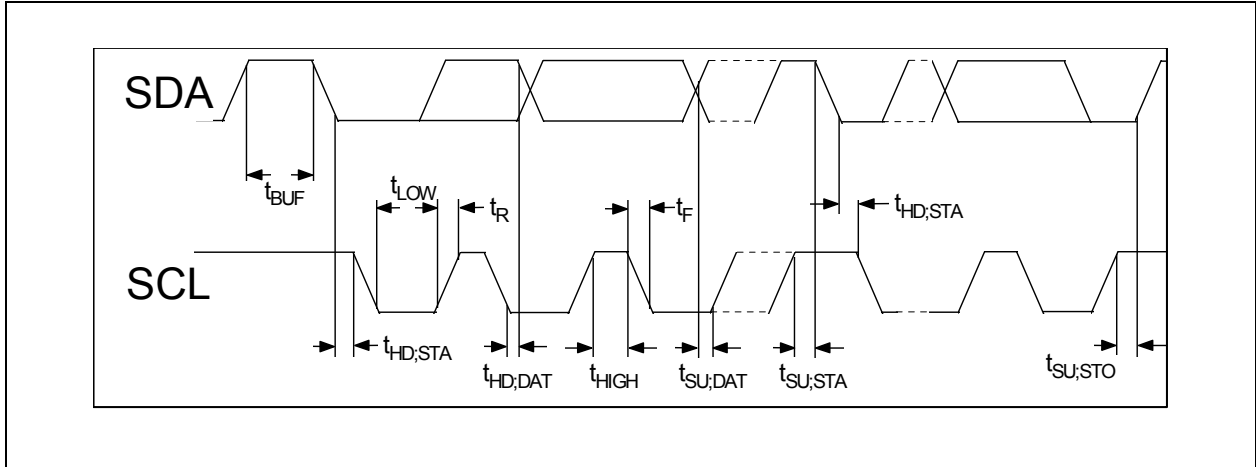 SDA
tBUF
tLOW
tR
tF
tHD;STA
SCL
tHD;STA
tHD;DAT
tHIGH
tSU;DAT
tSU;STA
tSU;STO